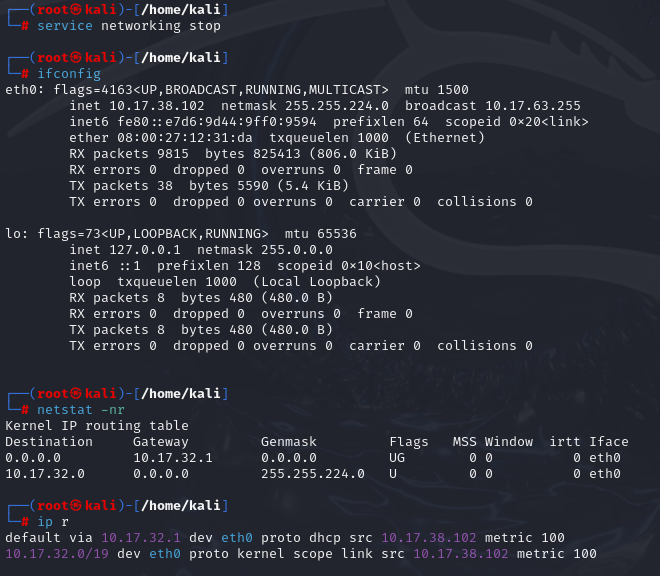 ┌──(root㉿kali)-[/home/kali]
└─# service networking stop
┌──(root㉿kali)-[/home/kali]
└─# ifconfig
eth0: flags=4163<UP,BROADCAST,RUNNING,MULTICAST>  mtu 1500
        inet 10.17.38.102  netmask 255.255.224.0  broadcast 10.17.63.255
        inet6 fe80::e7d6:9d44:9ff0:9594  prefixlen 64  scopeid 0×20<link>
        ether 08:00:27:12:31:da  txqueuelen 1000  (Ethernet)
        RX packets 9815  bytes 825413 (806.0 KiB)
        RX errors 0  dropped 0  overruns 0  frame 0
        TX packets 38  bytes 5590 (5.4 KiB)
        TX errors 0  dropped 0 overruns 0  carrier 0  collisions 0
lo: flags=73<UP,LOOPBACK,RUNNING>  mtu 65536
        inet 127.0.0.1  netmask 255.0.0.0
        inet6 ::1  prefixlen 128  scopeid 0×10<host>
        loop  txqueuelen 1000  (Local Loopback)
        RX packets 8  bytes 480 (480.0 B)
        RX errors 0  dropped 0  overruns 0  frame 0
        TX packets 8  bytes 480 (480.0 B)
        TX errors 0  dropped 0 overruns 0  carrier 0  collisions 0
┌──(root㉿kali)-[/home/kali]
└─# netstat -nr
Kernel IP routing table
Destination     Gateway         Genmask         Flags   MSS Window  irtt Iface
0.0.0.0         10.17.32.1      0.0.0.0         UG        0 0          0 eth0
10.17.32.0      0.0.0.0         255.255.224.0   U         0 0          0 eth0
┌──(root㉿kali)-[/home/kali]
└─# ip r
default via 10.17.32.1 dev eth0 proto dhcp src 10.17.38.102 metric 100
10.17.32.0/19 dev eth0 proto kernel scope link src 10.17.38.102 metric 100